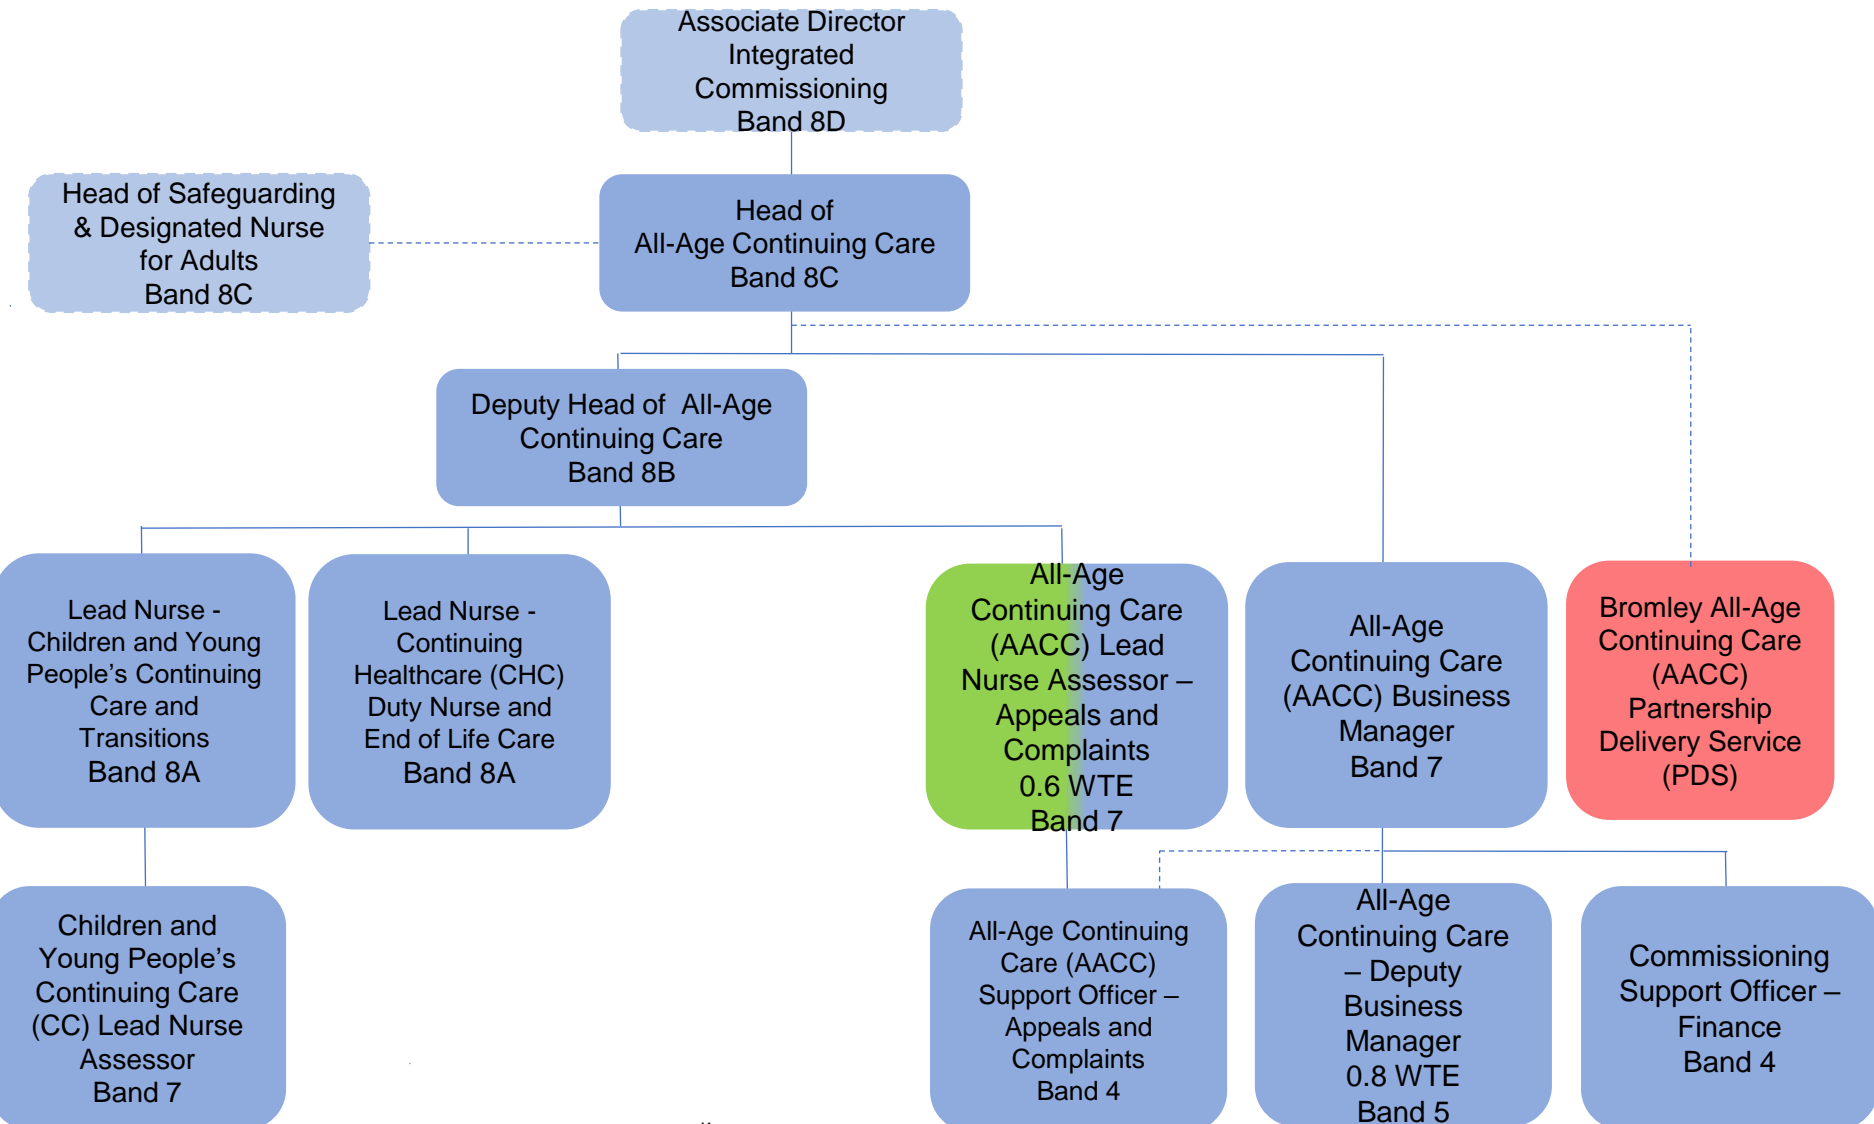 Associate Director
Integrated
Commissioning
Band 8D
Head of Safeguarding
& Designated Nurse
for Adults
Band 8C
Head of
All-Age Continuing Care
Band 8C
Deputy Head of All-Age
Continuing Care
Band 8B
Lead Nurse -
Children and Young
People’s Continuing
Care and
Transitions
Band 8A
Lead Nurse -
Continuing
Healthcare (CHC)
Duty Nurse and
End of Life Care
Band 8A
All-Age
Continuing Care
(AACC) Lead
Nurse Assessor –
Appeals and
Complaints
0.6 WTE
Band 7
All-Age
Continuing Care
(AACC) Business
Manager
Band 7
Bromley All-Age
Continuing Care
(AACC)
Partnership
Delivery Service
(PDS)
Children and
Young People’s
Continuing Care
(CC) Lead Nurse
Assessor
Band 7
All-Age Continuing
Care (AACC)
Support Officer –
Appeals and
Complaints
Band 4
All-Age
Continuing Care
– Deputy
Business
Manager
0.8 WTE
Band 5
Commissioning
Support Officer –
Finance
Band 4